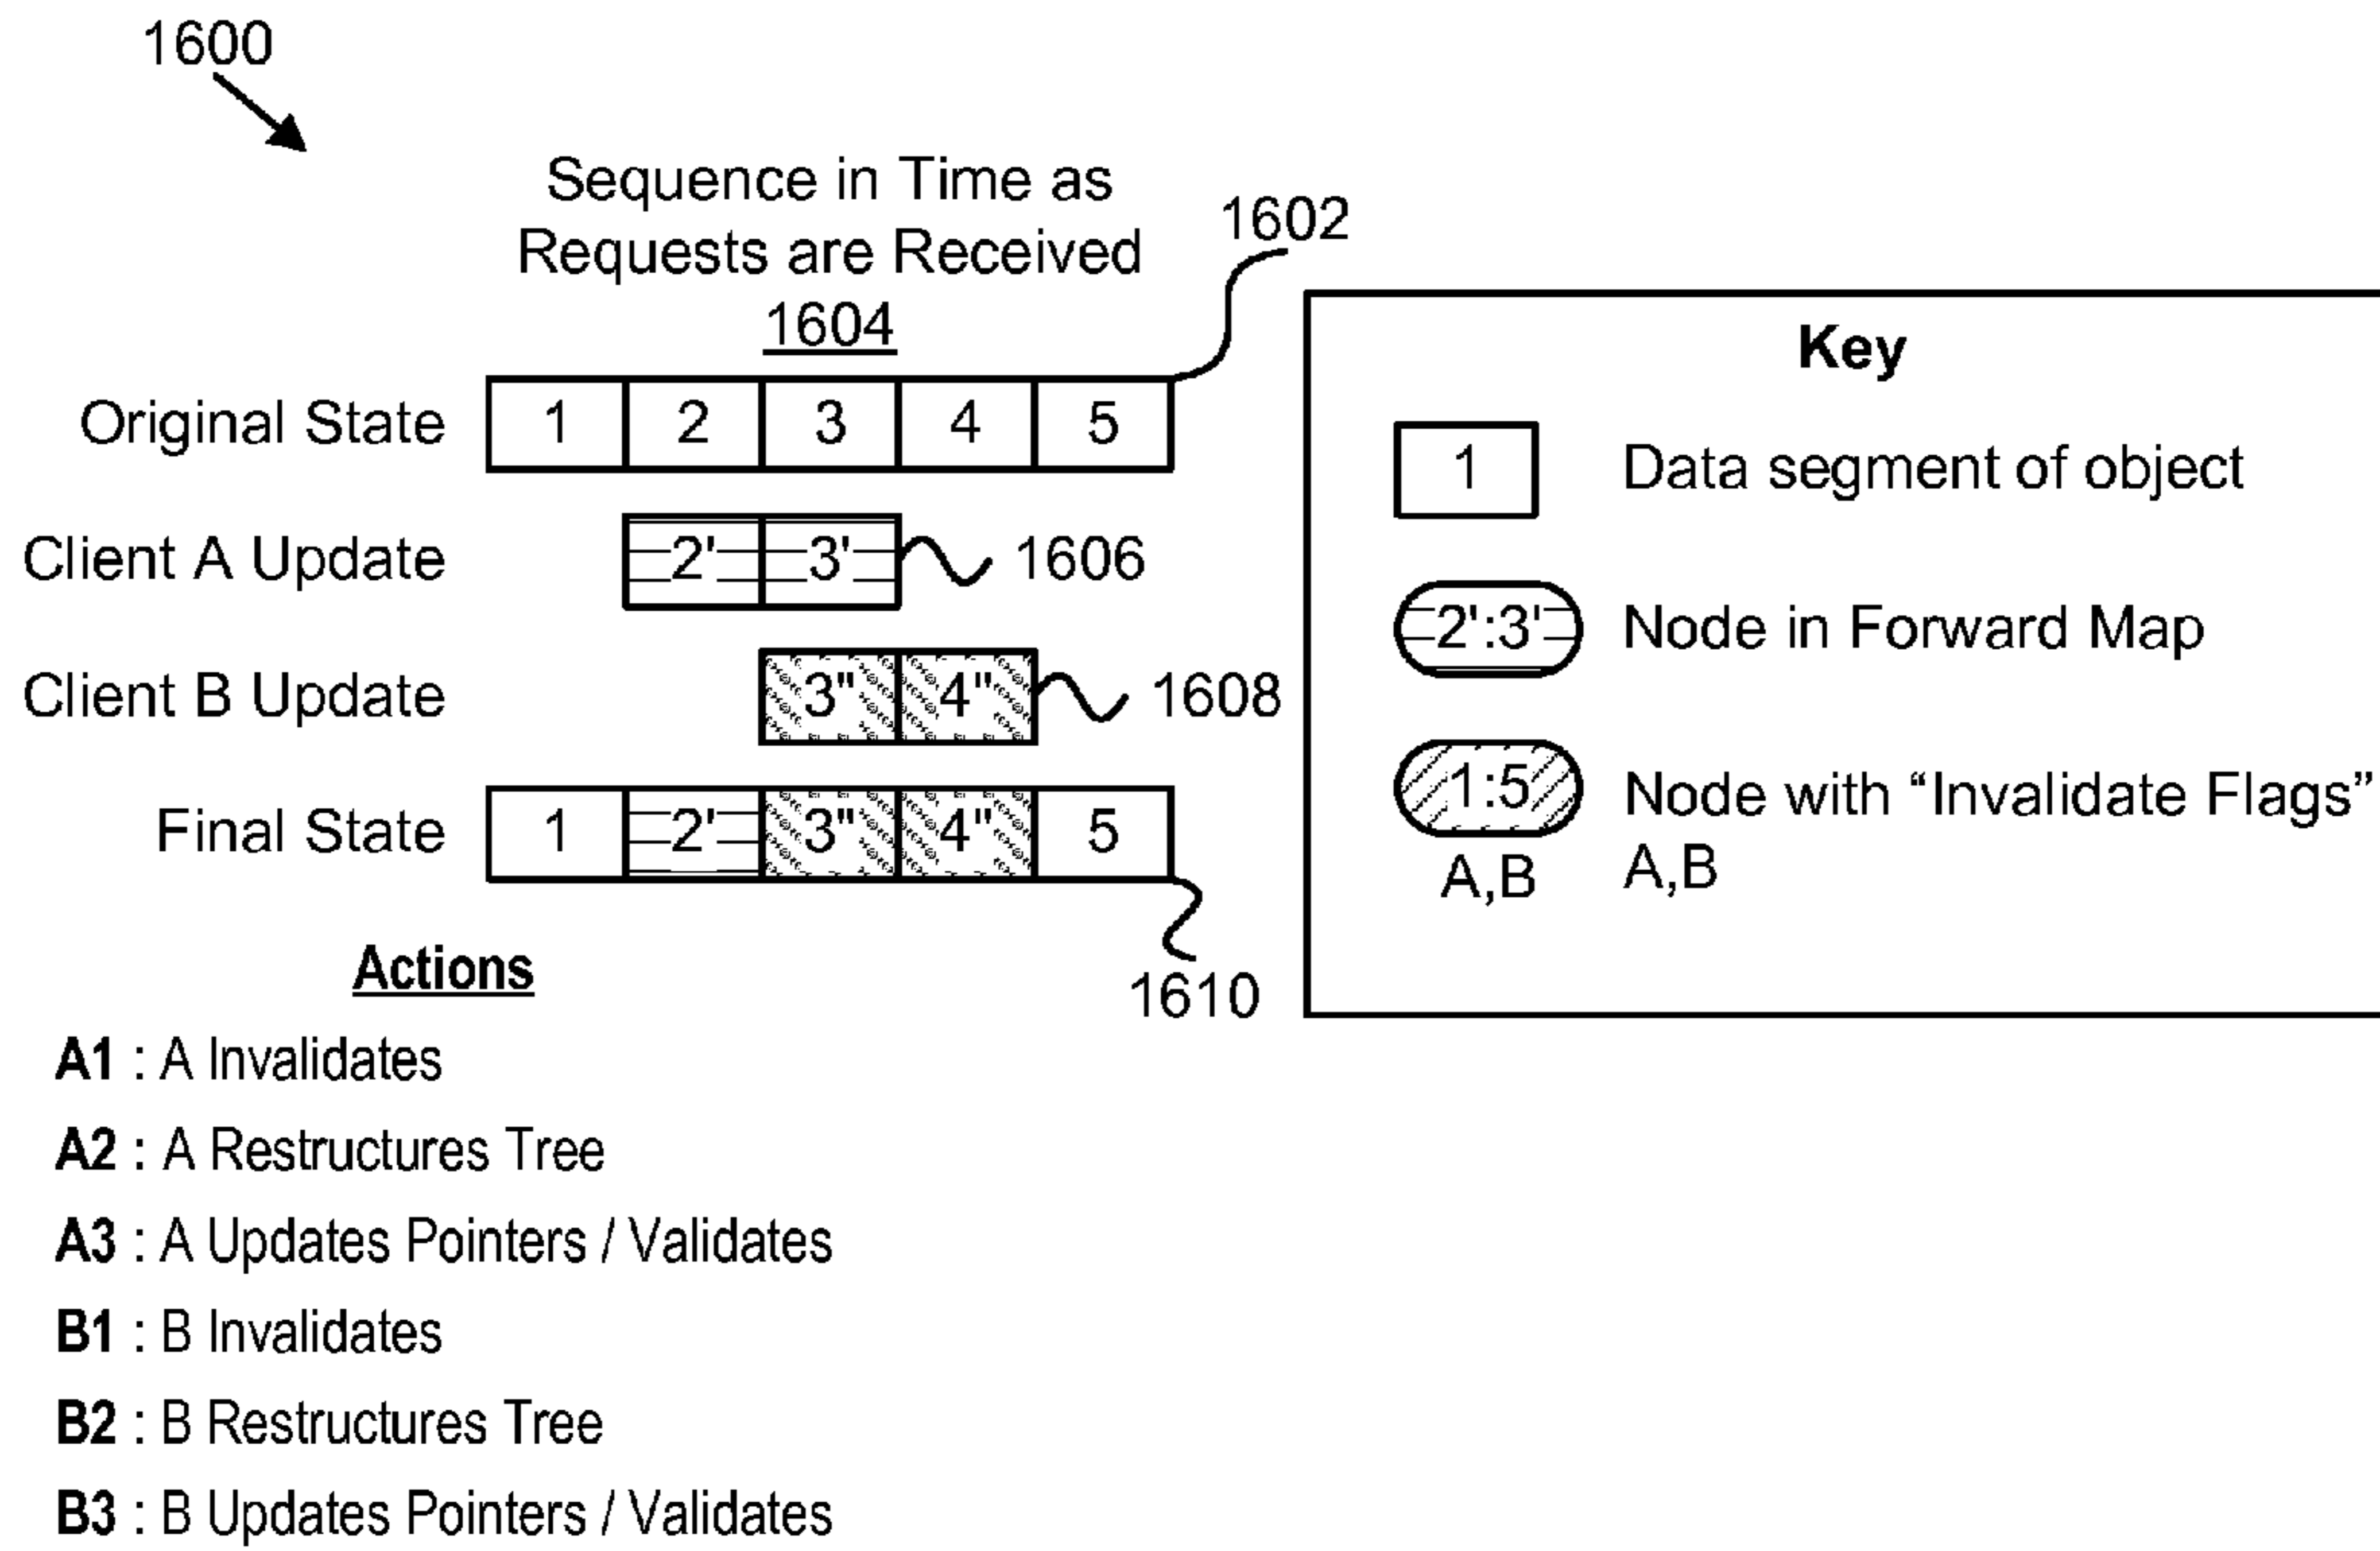 1600
Sequence in Time as
Requests are Received
1604
1602
Original State 1 2 3 4 5
Client A Update 2' 3' 1606
Client B Update 3" 4" 1608
Final State 1 2' 3" 4" 5
1610
Key
1 Data segment of object
2':3' Node in Forward Map
1:5 Node with “Invalidate Flags”
A,B A,B
Actions
A1 : A Invalidates
A2 : A Restructures Tree
A3 : A Updates Pointers / Validates
B1 : B Invalidates
B2 : B Restructures Tree
B3 : B Updates Pointers / Validates